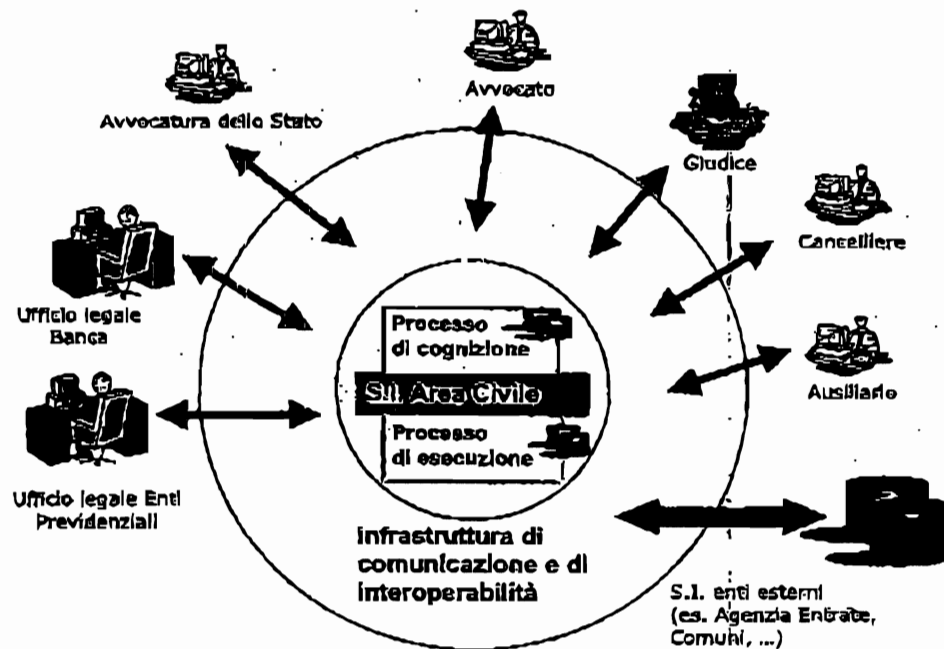 Avvocato
Avvocatura dello Stato
Giudice
Cancelliere
Ufficio legale
Banca
Processo
di cognizione
S.I. Area Civile
Ausiliario
Processo
di esecuzione
Ufficio legale Enti
Previdenziali
infrastruttura di
comunicazione e di
interoperabilità
S.I. enti esterni
(es. Agenzia Entrate,
Comuni, ...)